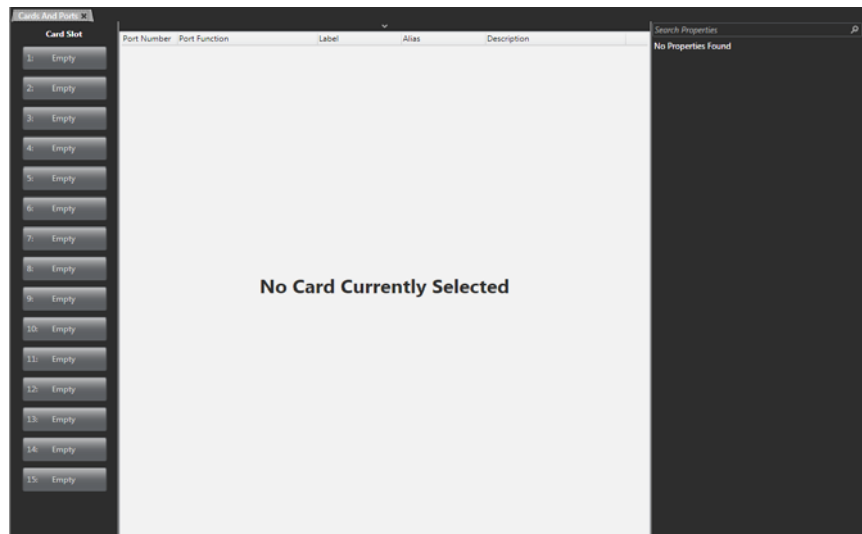 Cards And Ports X
Card Slot
1: Empty
2: Empty
3: Empty
4: Empty
5: Empty
6: Empty
7: Empty
8: Empty
9: Empty
10: Empty
11: Empty
12: Empty
13: Empty
14: Empty
15: Empty
Port Number Port Function Label Alias Description
No Card Currently Selected
Search Properties
No Properties Found